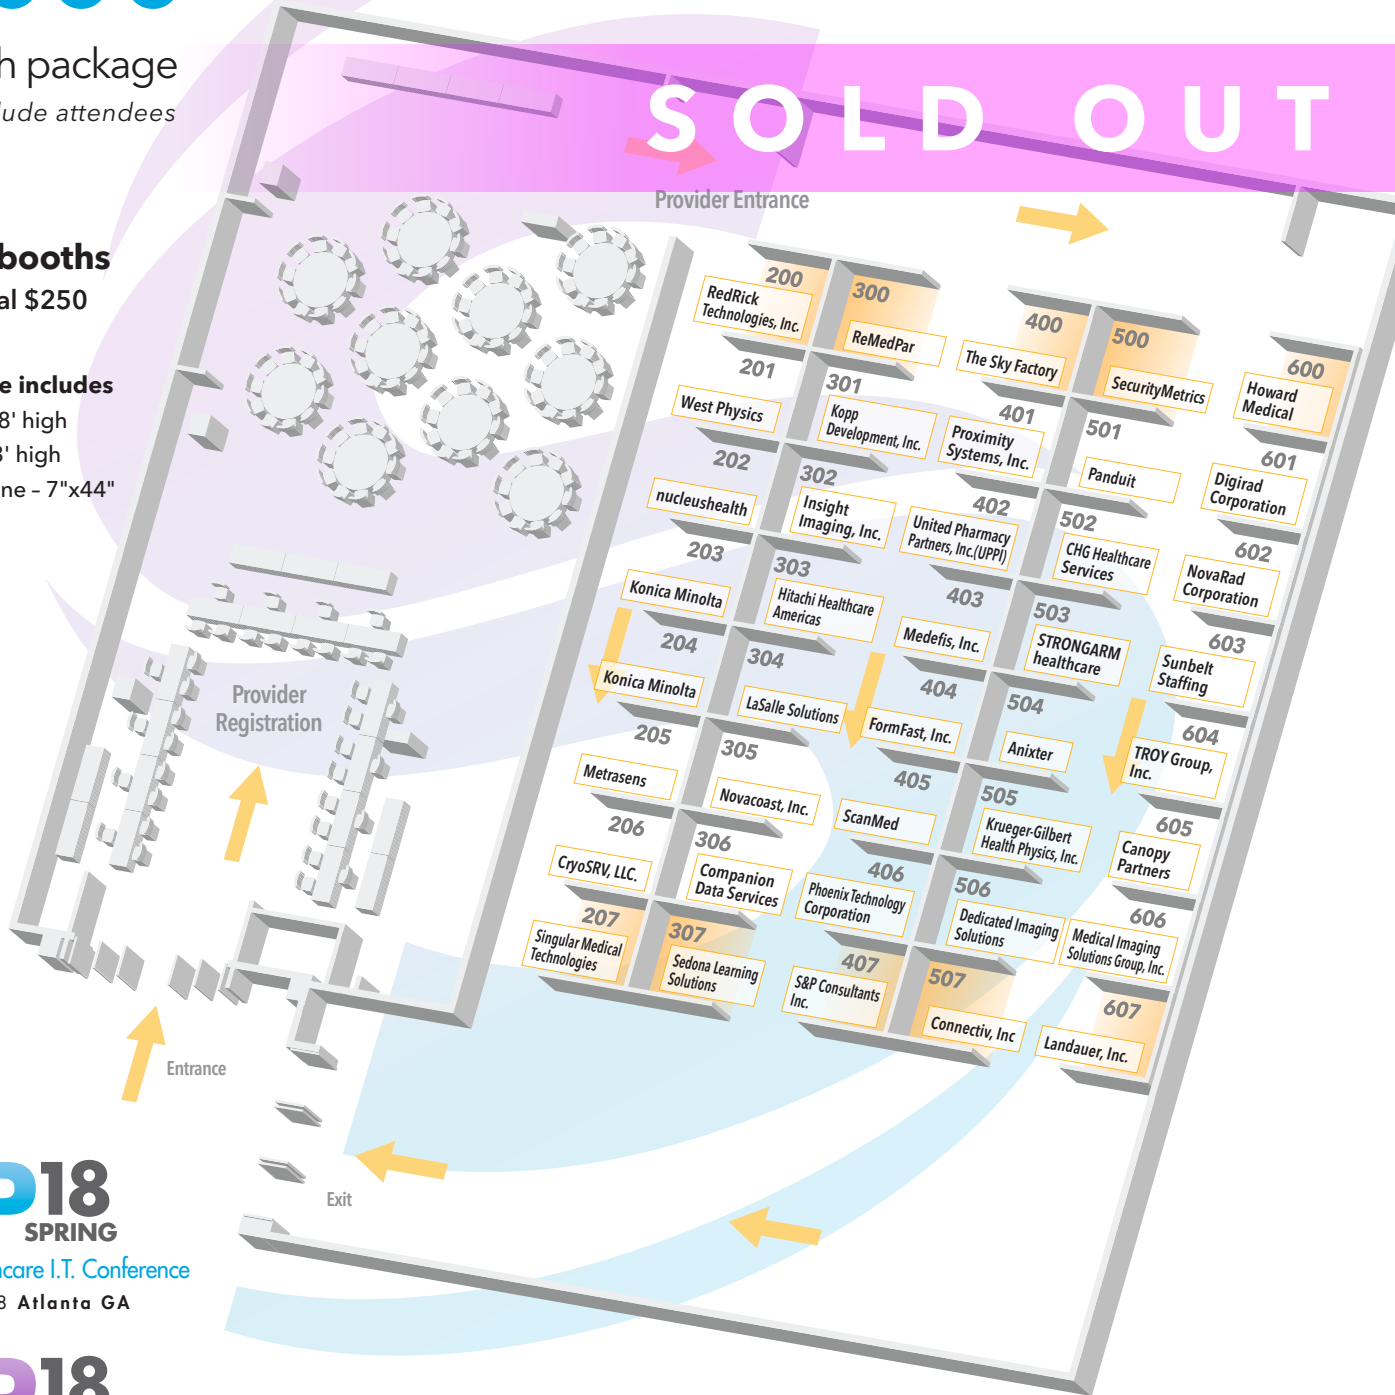 h package
lude attendees
SOLD OUT
booths
al $250
e includes
8' high
3' high
ne – 7"x44"
Provider Entrance
200
RedRick
Technologies, Inc.
300
ReMedPar
400
The Sky Factory
500
SecurityMetrics
600
Howard
Medical
201
West Physics
301
Kopp
Development, Inc.
401
Proximity
Systems, Inc.
501
Panduit
601
Digirad
Corporation
202
nucleushealth
302
Insight
Imaging, Inc.
402
United Pharmacy
Partners, Inc.(UPPI)
502
CHG Healthcare
Services
602
NovaRad
Corporation
203
Konica Minolta
303
Hitachi Healthcare
Americas
403
Medefis, Inc.
503
STRONGARM
healthcare
603
Sunbelt
Staffing
204
Konica Minolta
304
LaSalle Solutions
404
FormFast, Inc.
504
Anixter
604
TROY Group,
Inc.
205
Metrasens
305
Novacoast, Inc.
405
ScanMed
505
Krueger-Gilbert
Health Physics, Inc.
605
Canopy
Partners
206
CryoSRV, LLC.
306
Companion
Data Services
406
Phoenix Technology
Corporation
506
Dedicated Imaging
Solutions
606
Medical Imaging
Solutions Group, Inc.
207
Singular Medical
Technologies
307
Sedona Learning
Solutions
407
S&P Consultants
Inc.
507
Connectiv, Inc
607
Landauer, Inc.
Provider
Registration
Entrance
Exit
18
SPRING
ncare I.T. Conference
8 Atlanta GA
18